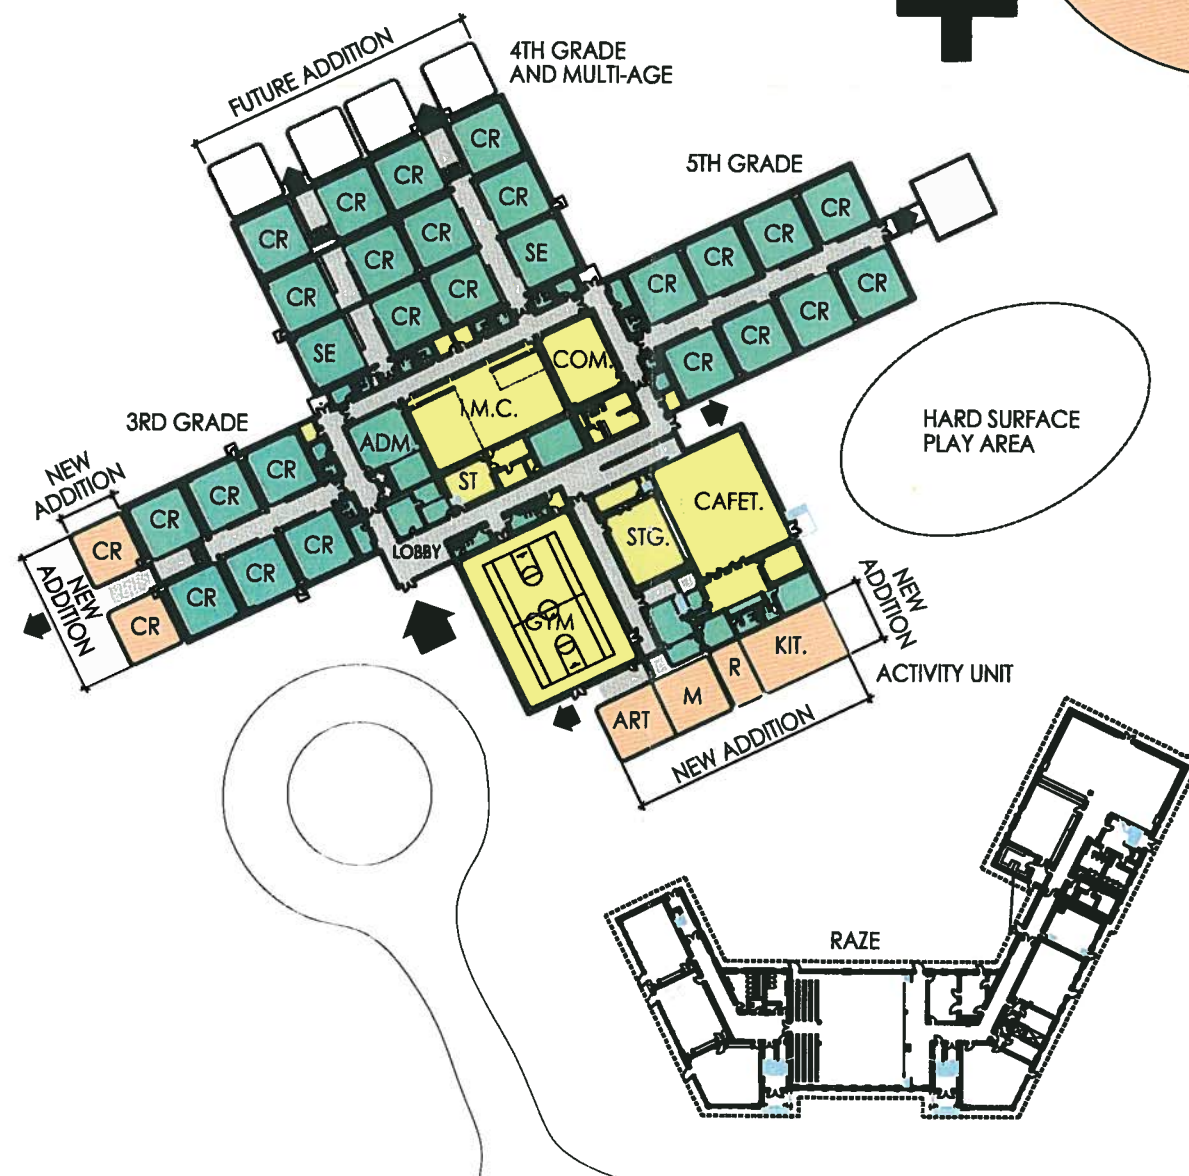 FUTURE ADDITION
4TH GRADE
AND MULTI-AGE
CR
CR
CR
CR
5TH GRADE
CR
CR
CR
CR
SE
CR
CR
CR
CR
CR
CR
CR
SE
CR
CR
CR
CR
COM.
I.M.C.
HARD SURFACE
PLAY AREA
3RD GRADE
ADM.
ST
NEW
ADDITION
CR
CR
CR
CR
CR
CR
CR
CR
NEW
ADDITION
LOBBY
CAFET.
STG.
GYM
NEW
ADDITION
KIT.
R
M
ART
ACTIVITY UNIT
NEW ADDITION
RAZE